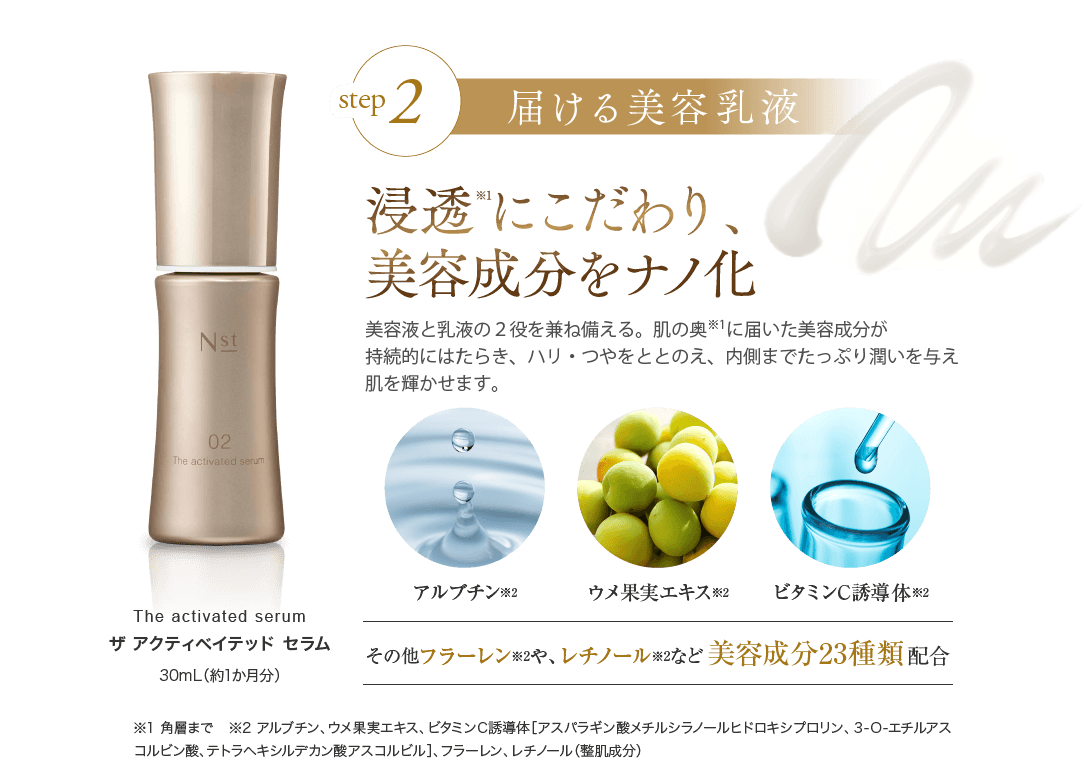 step 2
届ける美容乳液
浸透※1にこだわり、
美容成分をナノ化
美容液と乳液の2役を兼ね備える。肌の奥※1に届いた美容成分が
持続的にはたらき、ハリ・つやをととのえ、内側までたっぷり潤いを与え
肌を輝かせます。
Nst
02
The activated serum
アルブチン※2
ウメ果実エキス※2
ビタミンC誘導体※2
The activated serum
ザ アクティベイテッド セラム
30mL(約1か月分)
その他フラーレン※2や、レチノール※2など 美容成分23種類配合
※1 角層まで ※2 アルブチン、ウメ果実エキス、ビタミンC誘導体[アスパラギン酸メチルシラノールヒドロキシプロリン、3-O-エチルアス
コルビン酸、テトラヘキシルデカン酸アスコルビル]、フラーレン、レチノール(整肌成分)